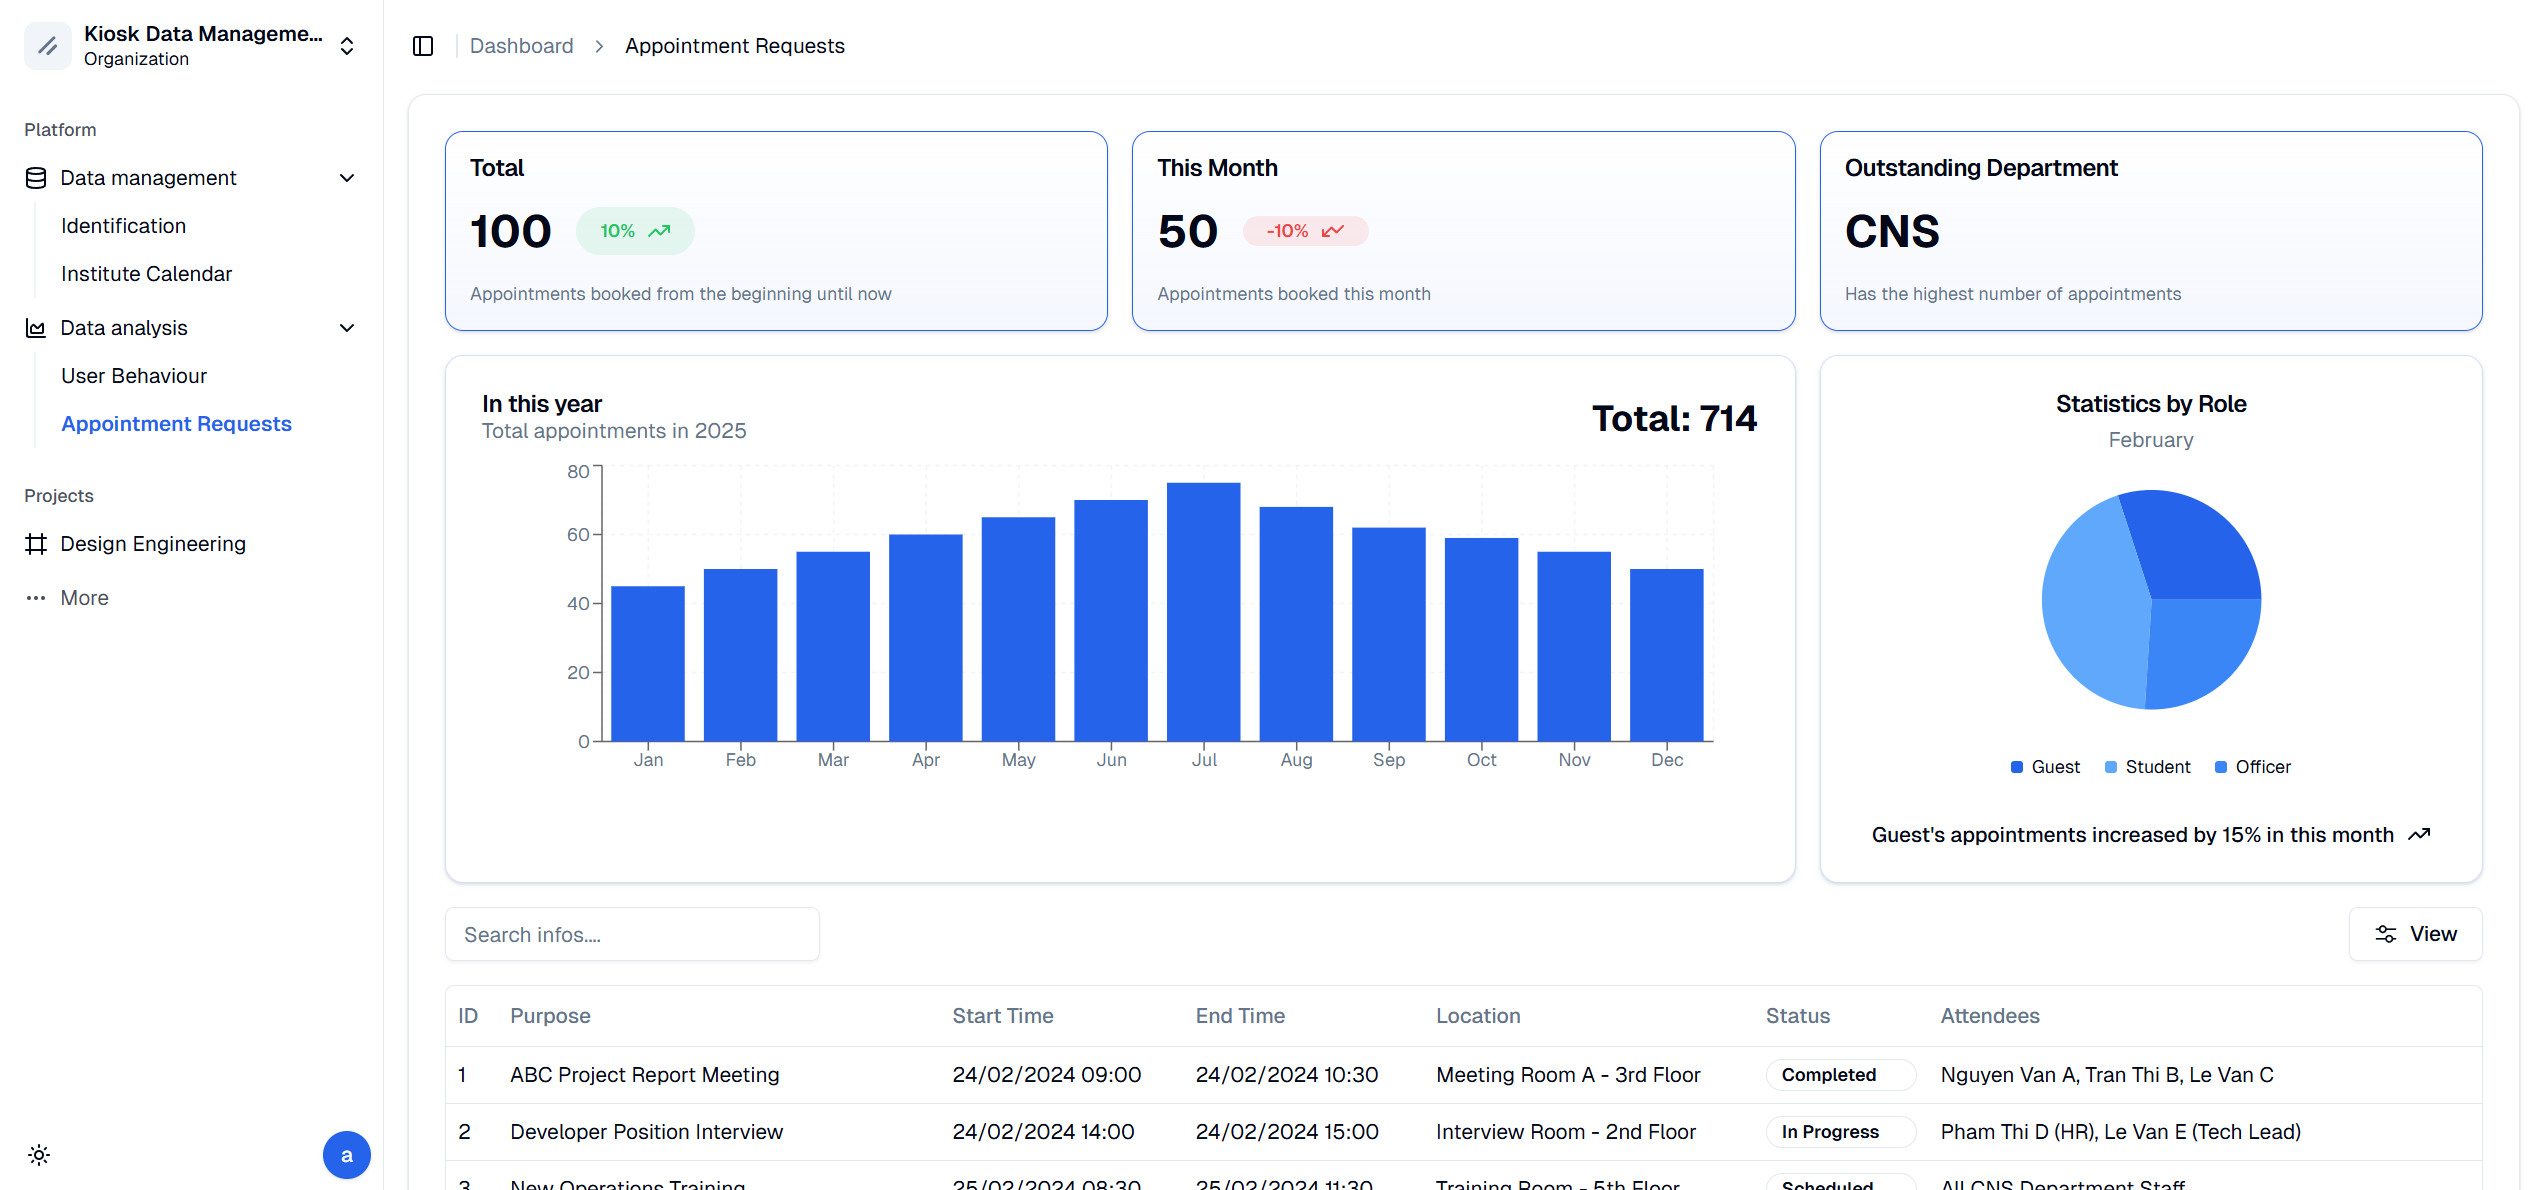 Kiosk Data Manageme...
Organization
Platform
Data management
Identification
Institute Calendar
Data analysis
User Behaviour
Appointment Requests
Projects
Design Engineering
More
a
Dashboard > Appointment Requests
Total
100 10%
Appointments booked from the beginning until now
This Month
50 -10%
Appointments booked this month
Outstanding Department
CNS
Has the highest number of appointments
In this year
Total appointments in 2025
Total: 714
80
60
40
20
0
Jan Feb Mar Apr May Jun Jul Aug Sep Oct Nov Dec
Statistics by Role
February
Guest Student Officer
Guest's appointments increased by 15% in this month
Search infos....
View
ID Purpose Start Time End Time Location Status Attendees
1 ABC Project Report Meeting 24/02/2024 09:00 24/02/2024 10:30 Meeting Room A - 3rd Floor Completed Nguyen Van A, Tran Thi B, Le Van C
2 Developer Position Interview 24/02/2024 14:00 24/02/2024 15:00 Interview Room - 2nd Floor In Progress Pham Thi D (HR), Le Van E (Tech Lead)
3 New Operations Training 25/02/2024 08:30 25/02/2024 11:30 Training Room - 5th Floor Scheduled All CNS Department Staff